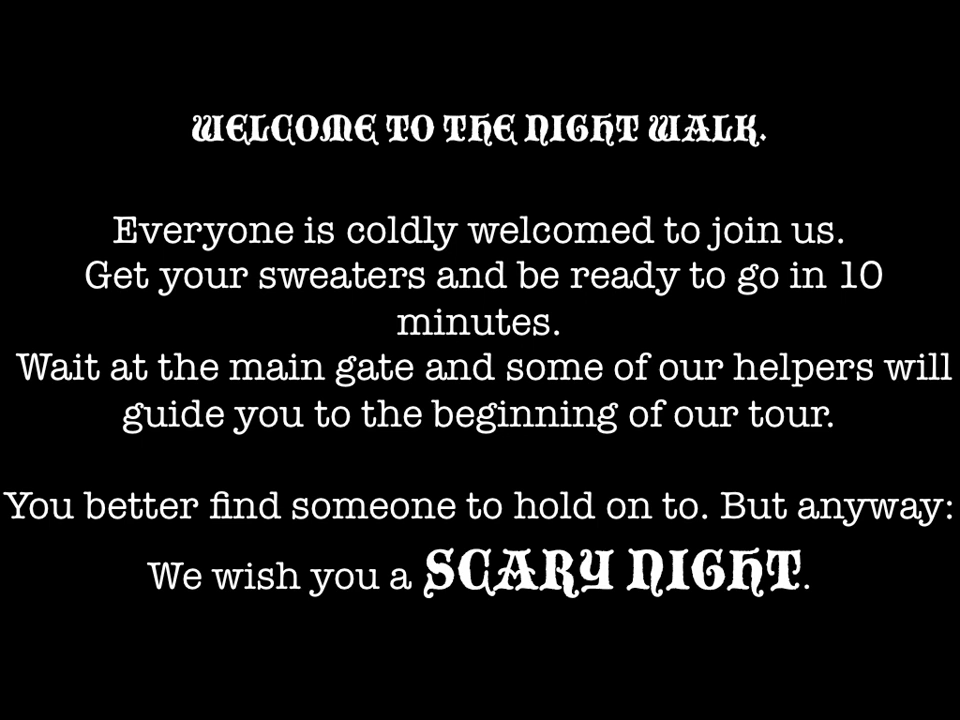 WELCOME TO THE NIGHT WALK.
Everyone is coldly welcomed to join us.
Get your sweaters and be ready to go in 10
minutes.
Wait at the main gate and some of our helpers will
guide you to the beginning of our tour.
You better find someone to hold on to. But anyway:
We wish you a SCARY NIGHT.